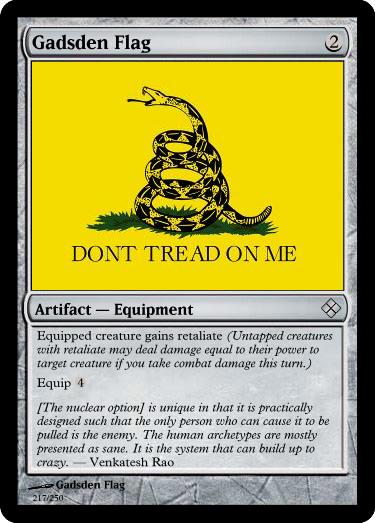 Gadsden Flag 2
DONT TREAD ON ME
Artifact — Equipment
Equipped creature gains retaliate (Untapped creatures
with retaliate may deal damage equal to their power to
target creature if you take combat damage this turn.)
Equip 4
[The nuclear option] is unique in that it is practically
designed such that the only person who can cause it to be
pulled is the enemy. The human archetypes are mostly
presented as sane. It is the system that can build up to
crazy. — Venkatesh Rao
Gadsden Flag
217/250